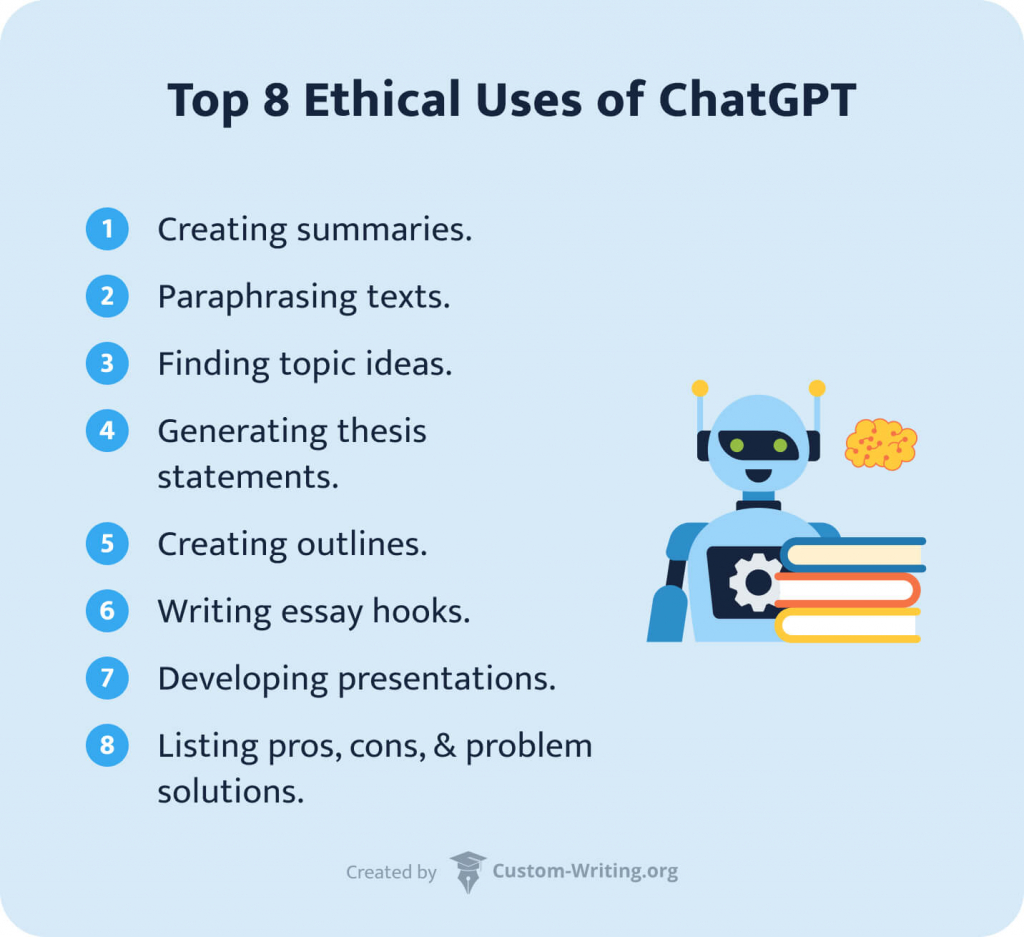 Top 8 Ethical Uses of ChatGPT
1 Creating summaries.
2 Paraphrasing texts.
3 Finding topic ideas.
4 Generating thesis
statements.
5 Creating outlines.
6 Writing essay hooks.
7 Developing presentations.
8 Listing pros, cons, & problem
solutions.
Created by Custom-Writing.org